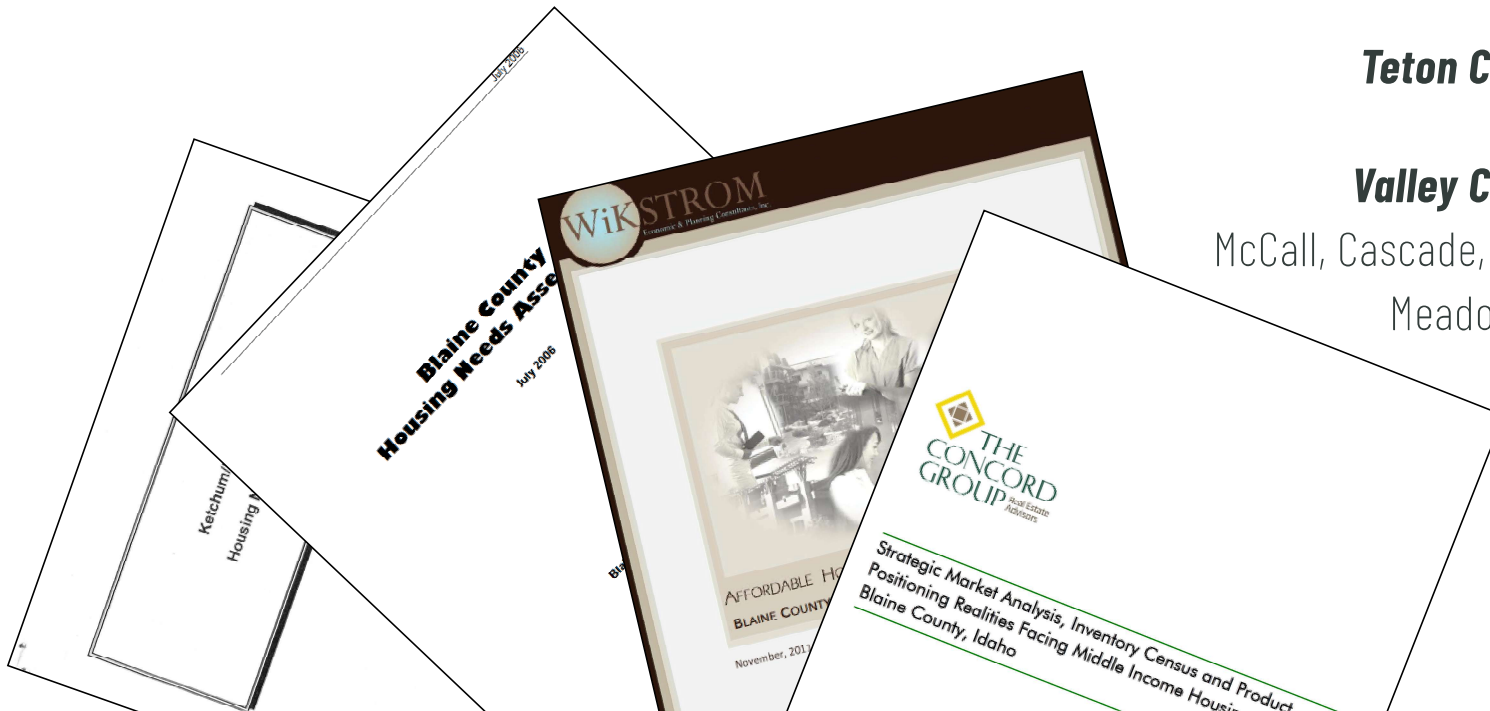 Ketchum/
Housing N
July 2006
Blaine County
Housing Needs Asse
July 2006
Bla
WiKSTROM
Economic & Planning Consultants, Inc.
AFFORDABLE HO
BLAINE COUNTY
November, 201
THE
CONCORD
GROUP
Real Estate
Advisors
Strategic Market Analysis, Inventory Census and Product
Positioning Realities Facing Middle Income Housin
Blaine County, Idaho
Teton C
Valley C
McCall, Cascade,
Meado